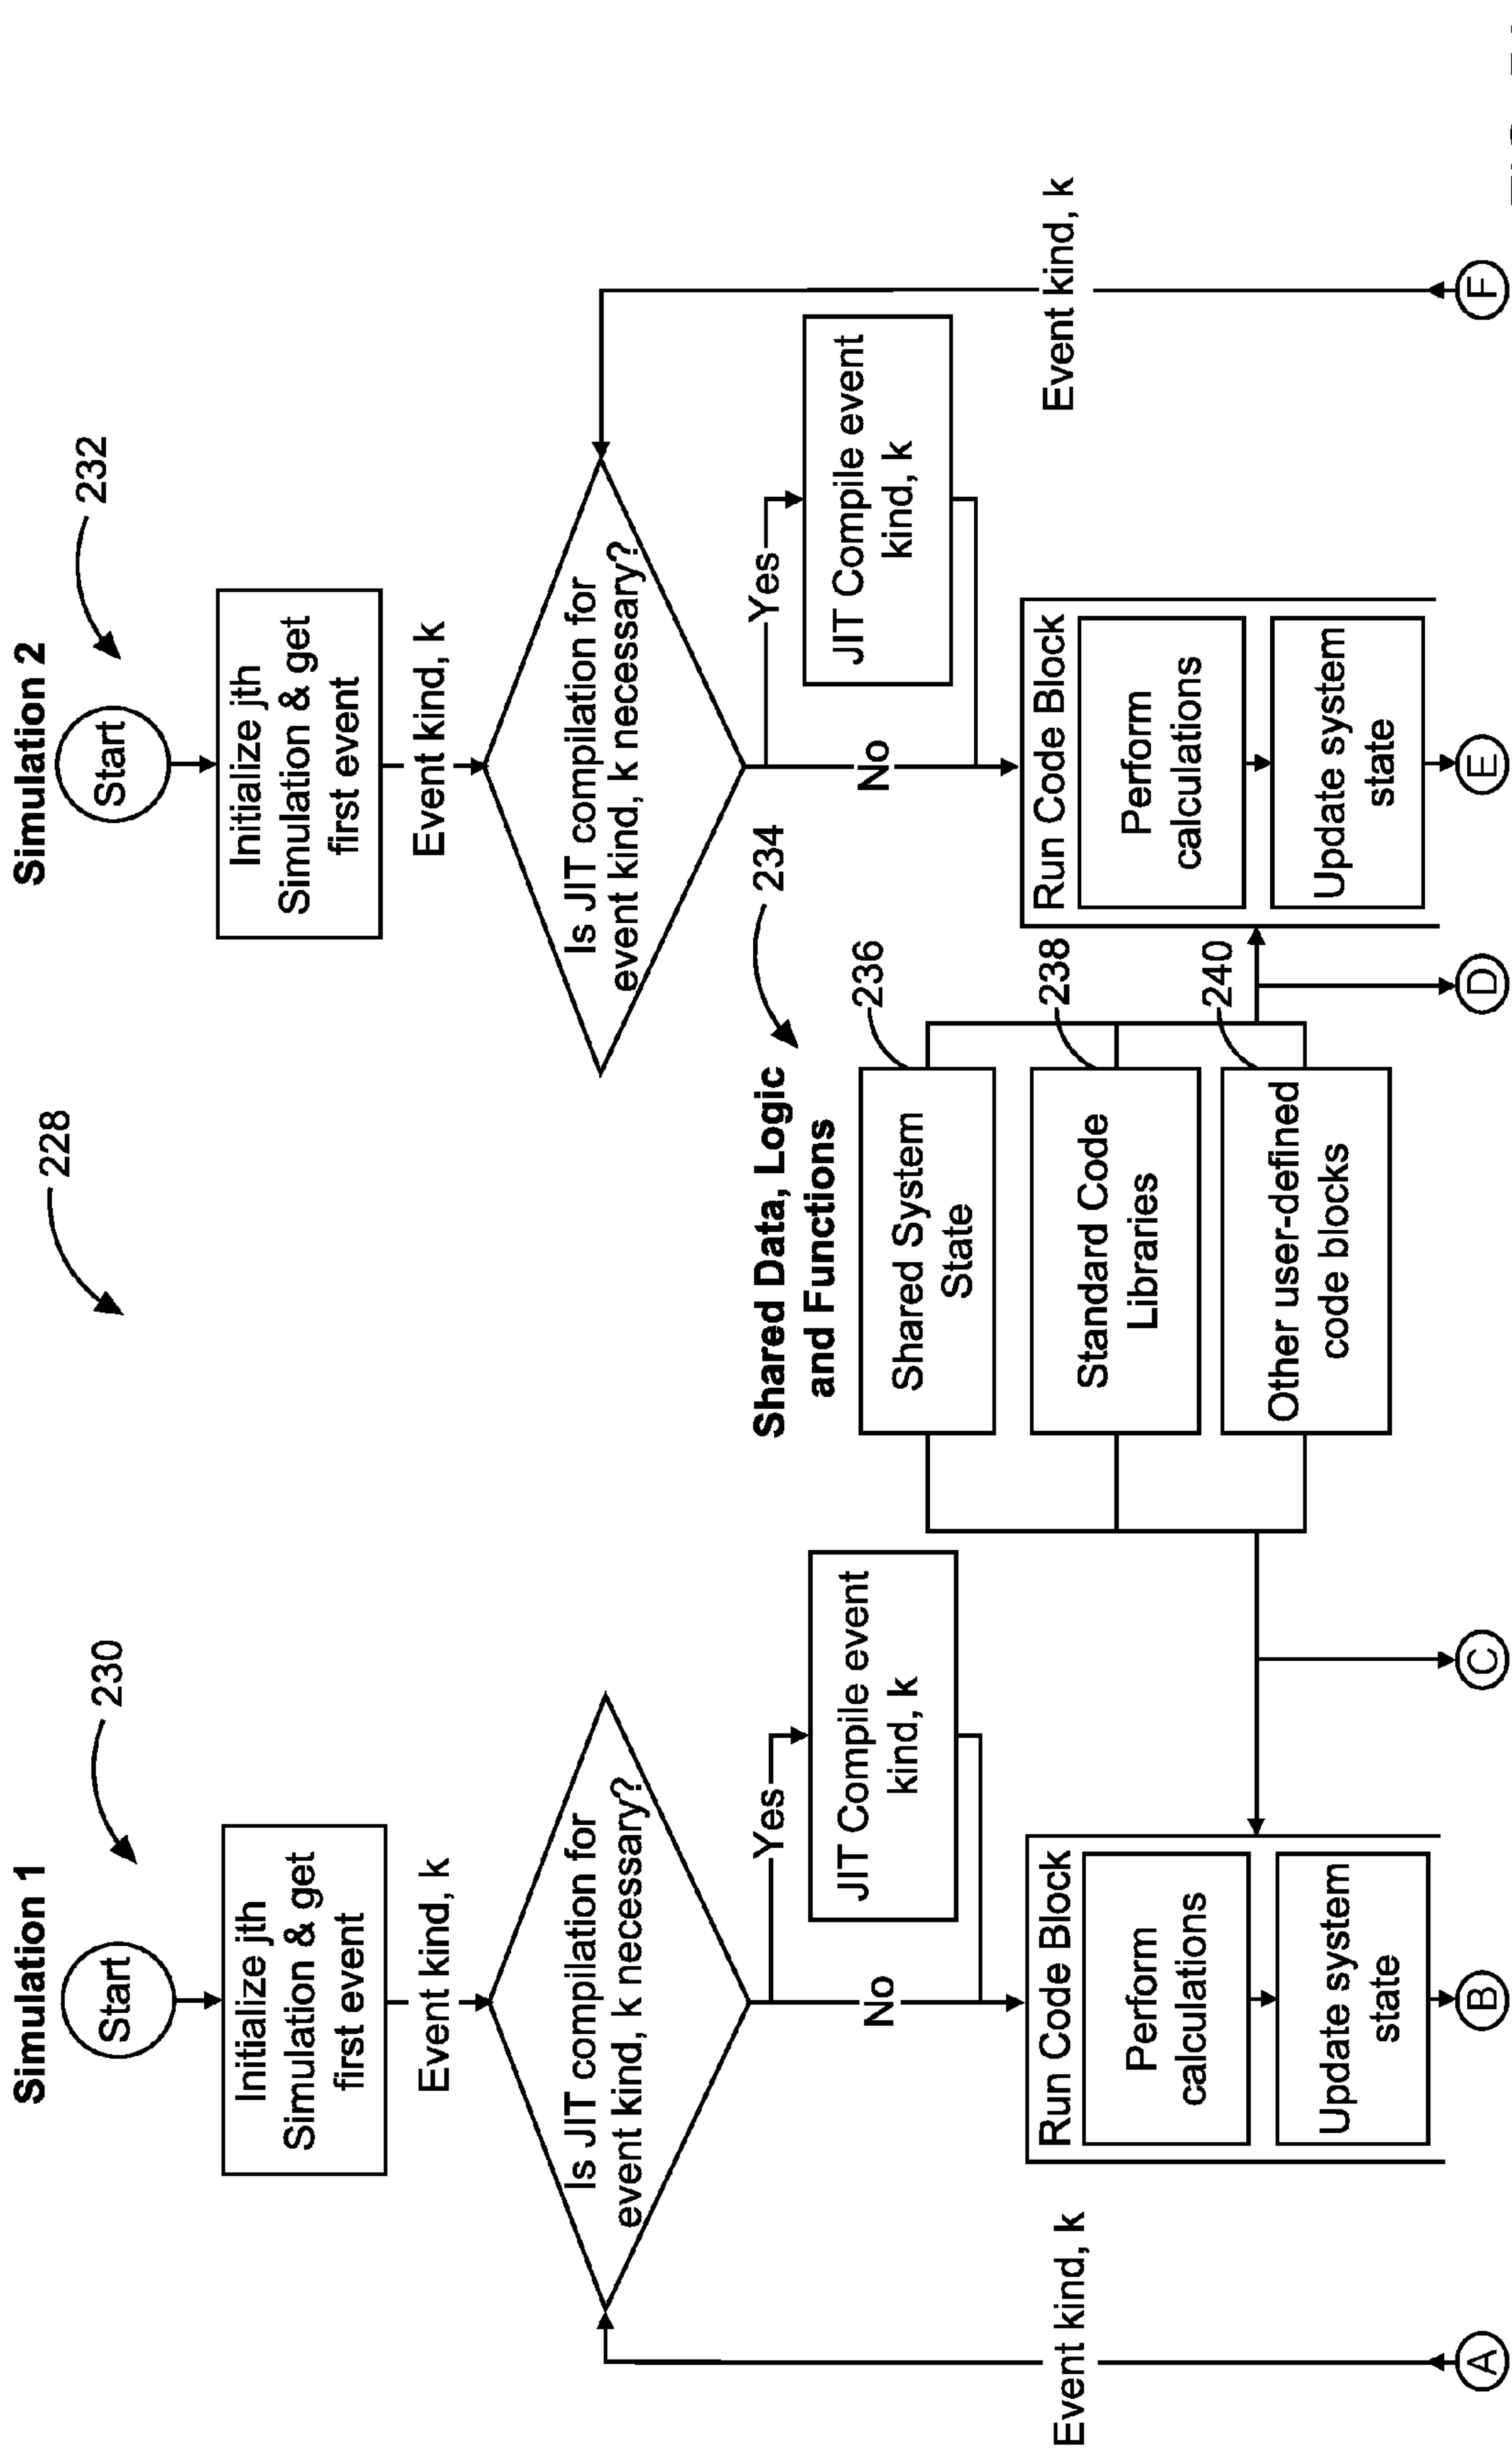 228
Simulation 1
230
Start
Initialize jth
Simulation & get
first event
Event kind, k
Is JIT compilation for
event kind, k necessary?
Yes
No
JIT Compile event
kind, k
Run Code Block
Perform
calculations
Update system
state
Event kind, k
A
B
C
Shared Data, Logic
and Functions
234
Shared System
State
236
Standard Code
Libraries
238
Other user-defined
code blocks
240
Simulation 2
232
Start
Initialize jth
Simulation & get
first event
Event kind, k
Is JIT compilation for
event kind, k necessary?
Yes
No
JIT Compile event
kind, k
Run Code Block
Perform
calculations
Update system
state
Event kind, k
D
E
F